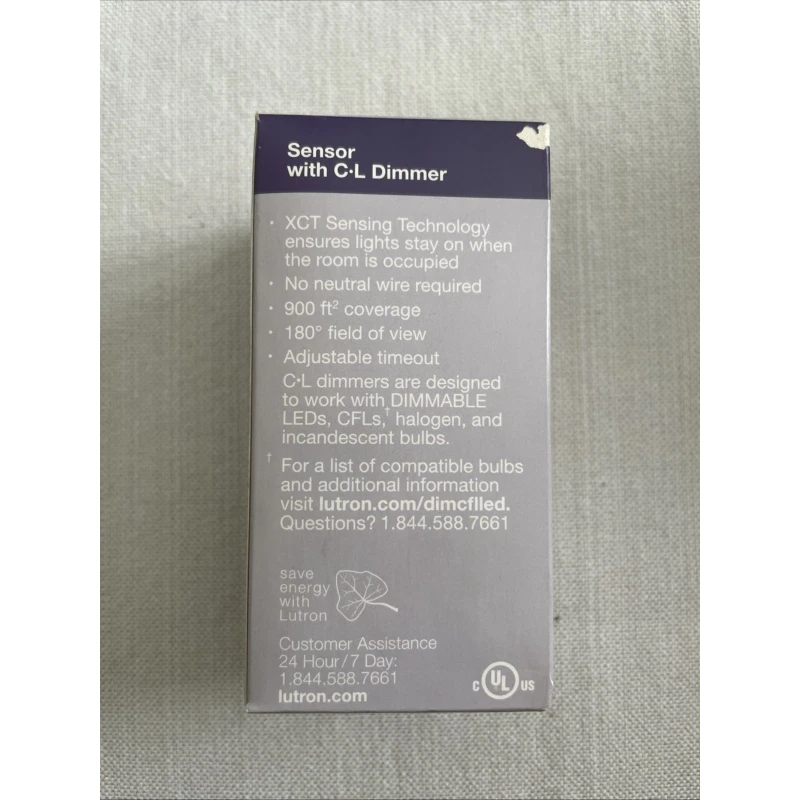 Sensor
with C•L Dimmer
• XCT Sensing Technology
ensures lights stay on when
the room is occupied
• No neutral wire required
• 900 ft² coverage
• 180° field of view
• Adjustable timeout
C•L dimmers are designed
to work with DIMMABLE
LEDs, CFLs,† halogen, and
incandescent bulbs.
† For a list of compatible bulbs
and additional information
visit lutron.com/dimcflled.
Questions? 1.844.588.7661
save
energy
with
Lutron
Customer Assistance
24 Hour/7 Day:
1.844.588.7661
lutron.com
C UL US